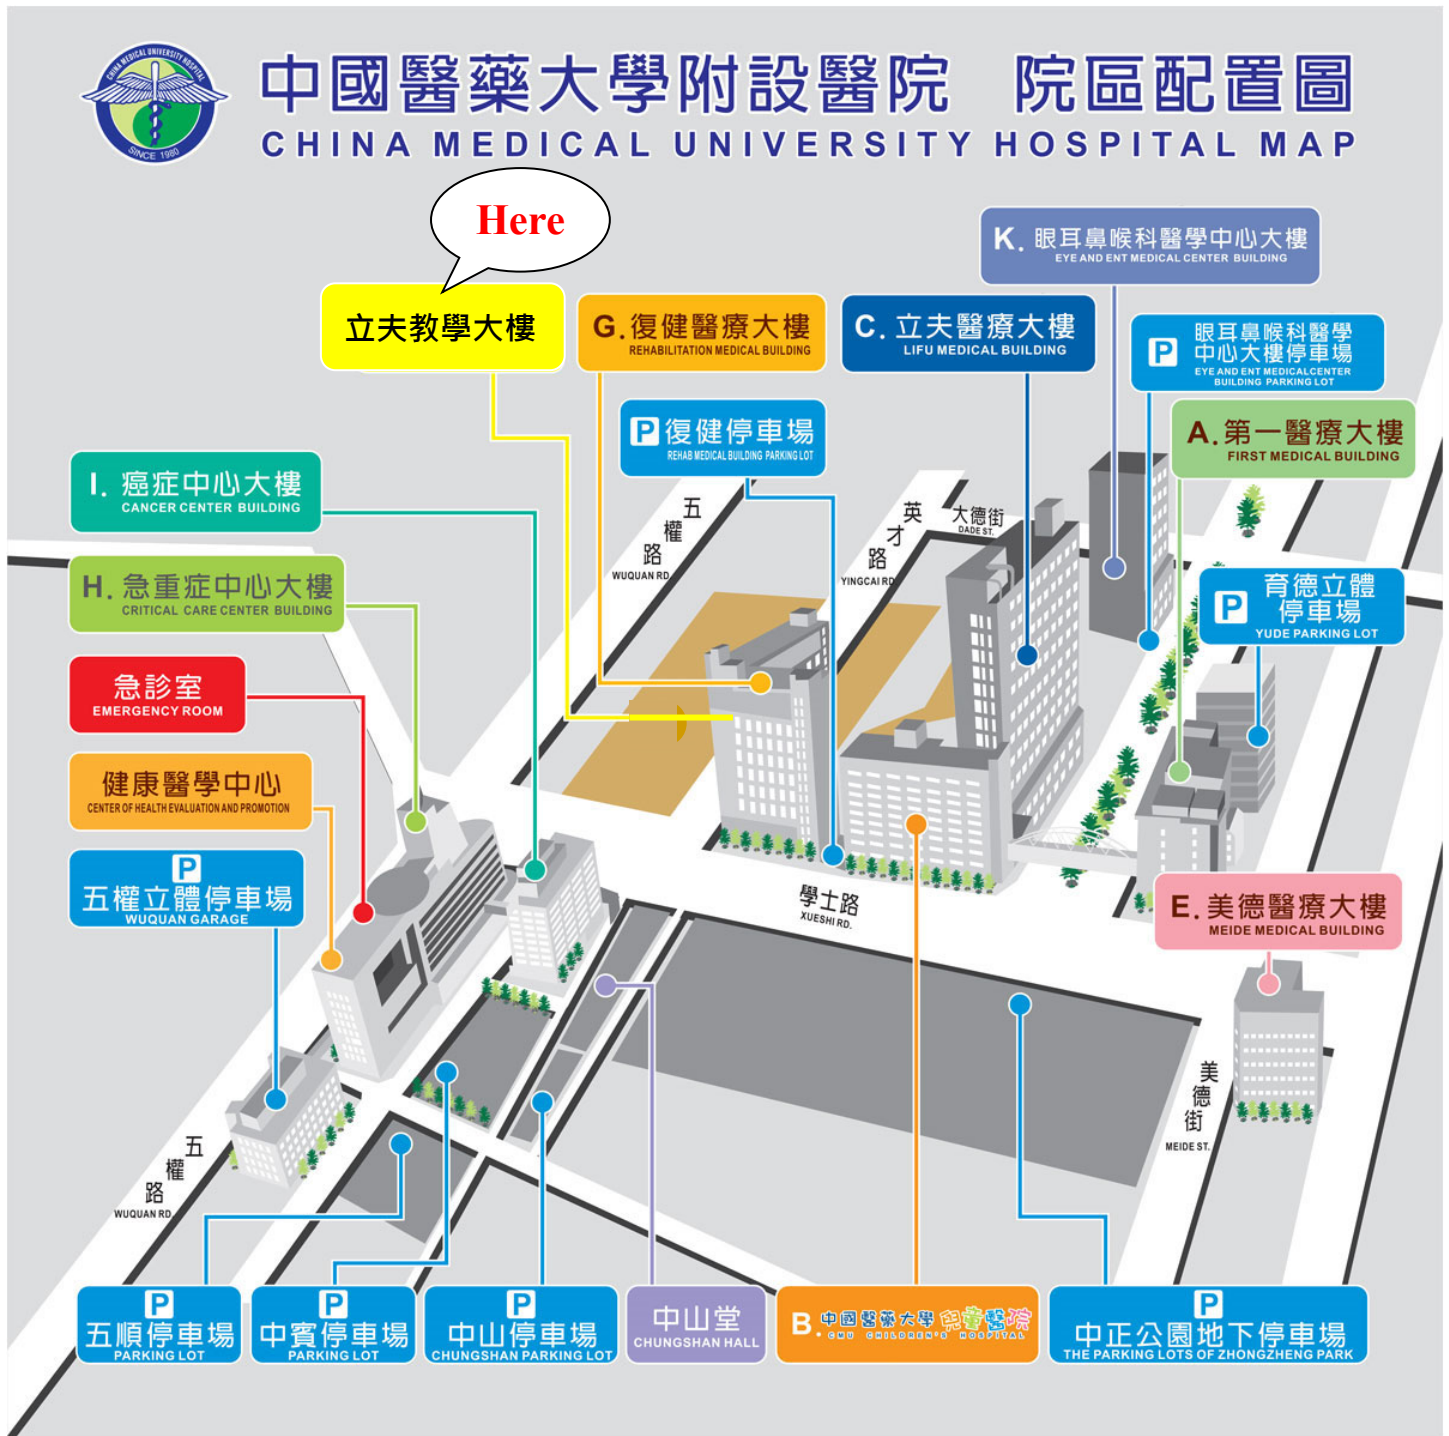 CHINA MEDICAL UNIVERSITY HOSPITAL
SINCE 1980
中國醫藥大學附設醫院 院區配置圖
CHINA MEDICAL UNIVERSITY HOSPITAL MAP
Here
立夫教學大樓
G.復健醫療大樓
REHABILITATION MEDICAL BUILDING
C. 立夫醫療大樓
LIFU MEDICAL BUILDING
K. 眼耳鼻喉科醫學中心大樓
EYE AND ENT MEDICAL CENTER BUILDING
P
眼耳鼻喉科醫學
中心大樓停車場
EYE AND ENT MEDICALCENTER
BUILDING PARKING LOT
P 復健停車場
REHAB MEDICAL BUILDING PARKING LOT
A.第一醫療大樓
FIRST MEDICAL BUILDING
I. 癌症中心大樓
CANCER CENTER BUILDING
五權路
WUQUAN RD.
英才路
YINGCAI RD.
大德街
DADE ST.
H. 急重症中心大樓
CRITICAL CARE CENTER BUILDING
P
育德立體
停車場
YUDE PARKING LOT
急診室
EMERGENCY ROOM
健康醫學中心
CENTER OF HEALTH EVALUATION AND PROMOTION
P
五權立體停車場
WUQUAN GARAGE
學士路
XUESHI RD.
E.美德醫療大樓
MEIDE MEDICAL BUILDING
美德街
MEIDE ST.
五權路
WUQUAN RD.
P
五順停車場
PARKING LOT
P
中賓停車場
PARKING LOT
P
中山停車場
CHUNGSHAN PARKING LOT
中山堂
CHUNGSHAN HALL
B.中國醫藥大學 兒童醫院
CMU CHILDREN'S HOSPITAL
P
中正公園地下停車場
THE PARKING LOTS OF ZHONGZHENG PARK